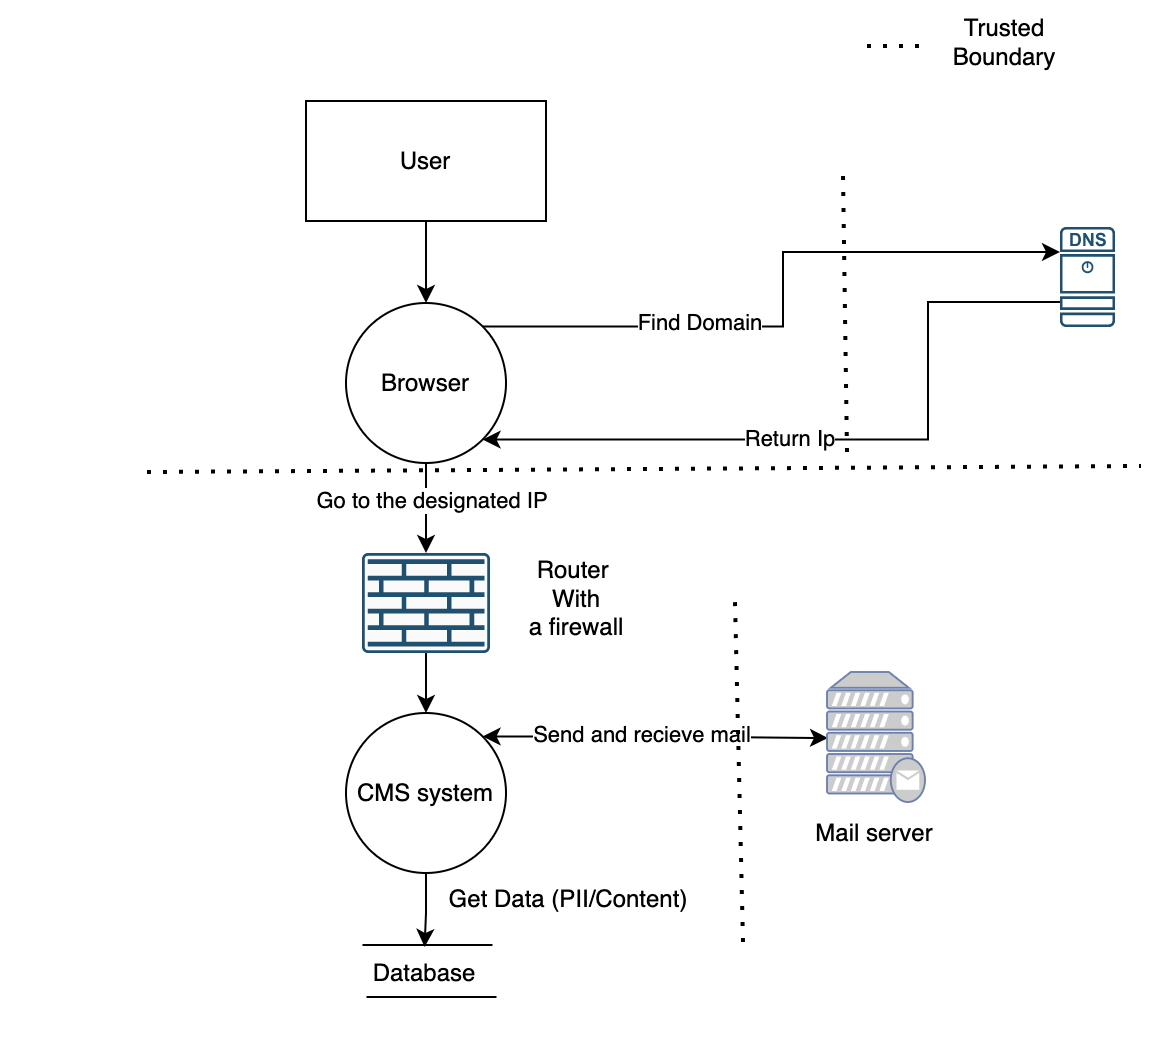 Trusted
Boundary
User
DNS
Find Domain
Browser
Return Ip
Go to the designated IP
Router
With
a firewall
Send and recieve mail
CMS system
Mail server
Get Data (PII/Content)
Database